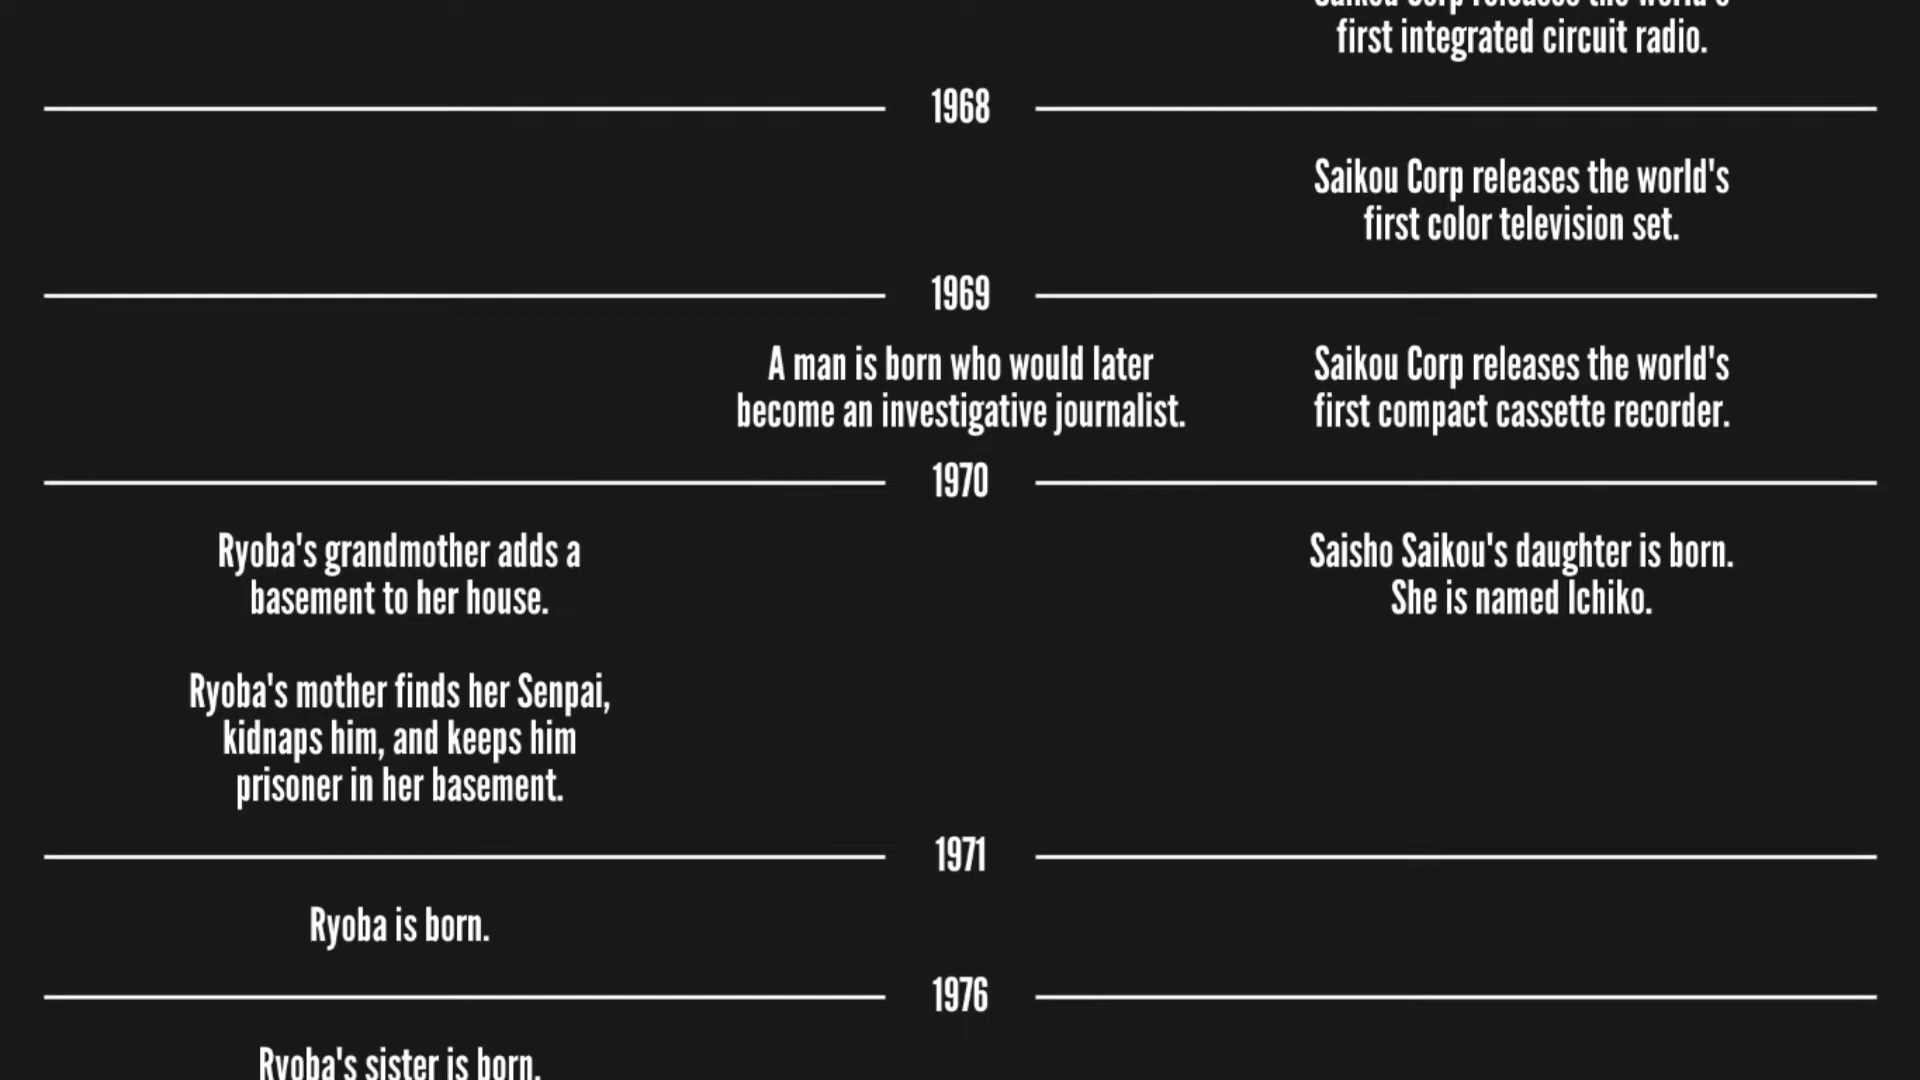 Saikou Corp releases the world's
first integrated circuit radio.
1968
Saikou Corp releases the world's
first color television set.
1969
A man is born who would later
become an investigative journalist.
Saikou Corp releases the world's
first compact cassette recorder.
1970
Ryoba's grandmother adds a
basement to her house.
Ryoba's mother finds her Senpai,
kidnaps him, and keeps him
prisoner in her basement.
Saisho Saikou's daughter is born.
She is named Ichiko.
1971
Ryoba is born.
1976
Ryoba's sister is born.